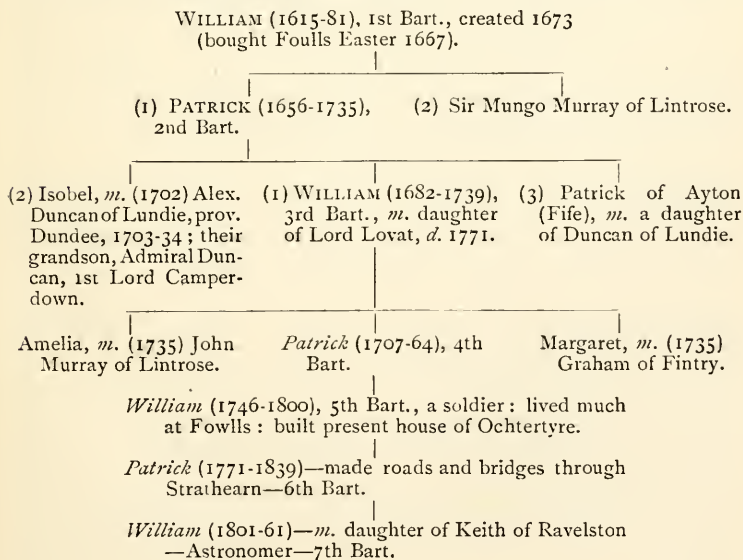 WILLIAM (1615-81), 1st Bart., created 1673
(bought Foulls Easter 1667).
(1) PATRICK (1656-1735),
2nd Bart.
(2) Sir Mungo Murray of Lintrose.
(2) Isobel, m. (1702) Alex.
Duncan of Lundie, prov.
Dundee, 1703-34 ; their
grandson, Admiral Dun-
can, 1st Lord Camper-
down.
(1) WILLIAM (1682-1739),
3rd Bart., m. daughter
of Lord Lovat, d. 1771.
(3) Patrick of Ayton
(Fife), m. a daughter
of Duncan of Lundie.
Amelia, m. (1735) John
Murray of Lintrose.
Patrick (1707-64), 4th
Bart.
Margaret, m. (1735)
Graham of Fintry.
William (1746-1800), 5th Bart., a soldier : lived much
at Fowlls : built present house of Ochtertyre.
Patrick (1771-1839)—made roads and bridges through
Strathearn—6th Bart.
William (1801-61)—m. daughter of Keith of Ravelston
—Astronomer—7th Bart.